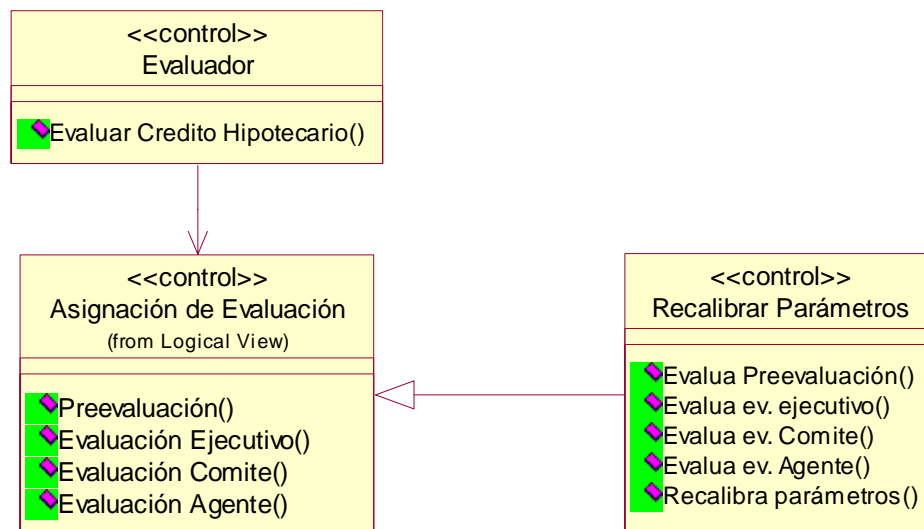 <<control>>
Evaluador
Evaluar Credito Hipotecario()
<<control>>
Asignación de Evaluación
(from Logical View)
Preevaluación()
Evaluación Ejecutivo()
Evaluación Comite()
Evaluación Agente()
<<control>>
Recalibrar Parámetros
Evalua Preevaluación()
Evalua ev. ejecutivo()
Evalua ev. Comite()
Evalua ev. Agente()
Recalibra parámetros()